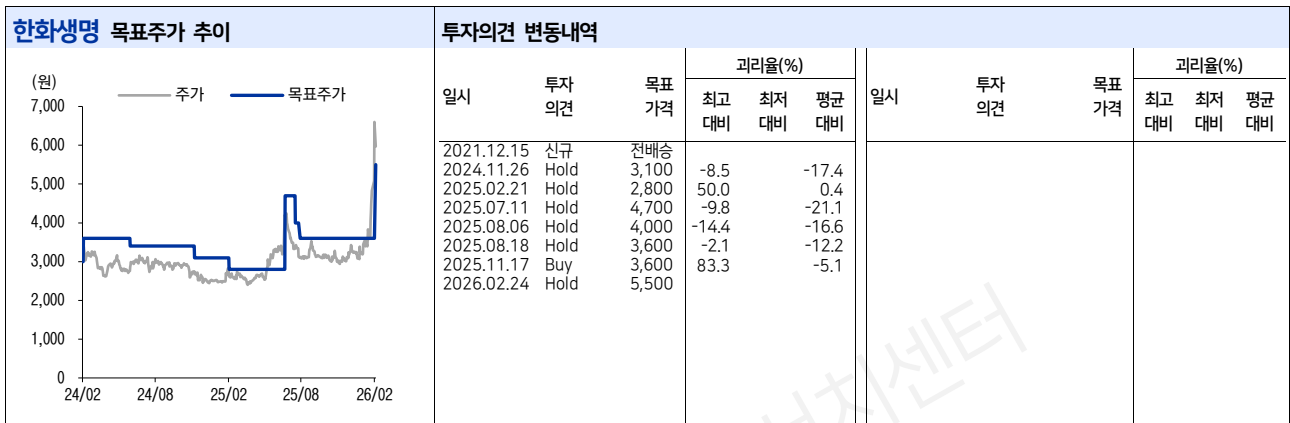 한화생명 목표주가 추이
(원)
주가
목표주가
7,000
6,000
5,000
4,000
3,000
2,000
1,000
0
24/02 24/08 25/02 25/08 26/02
투자의견 변동내역
일시 투자의견 목표가격 괴리율(%)
최고대비 최저대비 평균대비
2021.12.15 신규 전배승
2024.11.26 Hold 3,100 -8.5 -17.4
2025.02.21 Hold 2,800 50.0 0.4
2025.07.11 Hold 4,700 -9.8 -21.1
2025.08.06 Hold 4,000 -14.4 -16.6
2025.08.18 Hold 3,600 -2.1 -12.2
2025.11.17 Buy 3,600 83.3 -5.1
2026.02.24 Hold 5,500
일시 투자의견 목표가격 괴리율(%)
최고대비 최저대비 평균대비